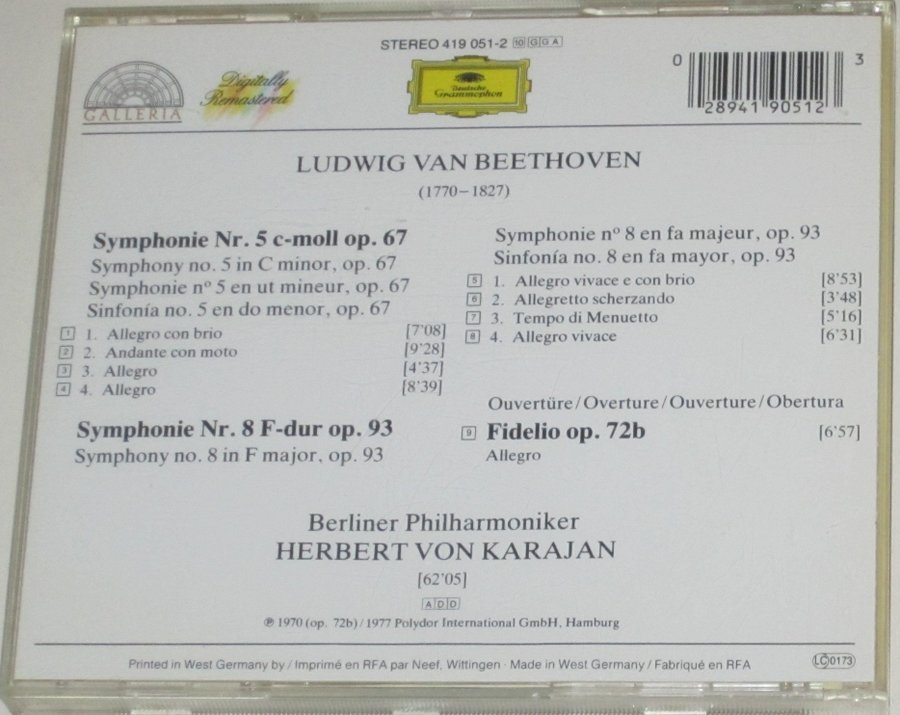 STEREO 419 051-2 10 G G A
GALLERIA
Digitally
Remastered
Deutsche
Grammophon
0 28941 90512 3
LUDWIG VAN BEETHOVEN
(1770–1827)
Symphonie Nr. 5 c-moll op. 67
Symphony no. 5 in C minor, op. 67
Symphonie nº 5 en ut mineur, op. 67
Sinfonía no. 5 en do menor, op. 67
1 1. Allegro con brio [7'08]
2 2. Andante con moto [9'28]
3 3. Allegro [4'37]
4 4. Allegro [8'39]
Symphonie Nr. 8 F-dur op. 93
Symphony no. 8 in F major, op. 93
Symphonie nº 8 en fa majeur, op. 93
Sinfonía no. 8 en fa mayor, op. 93
5 1. Allegro vivace e con brio [8'53]
6 2. Allegretto scherzando [3'48]
7 3. Tempo di Menuetto [5'16]
8 4. Allegro vivace [6'31]
Ouvertüre/Overture/Ouverture/Obertura
9 Fidelio op. 72b [6'57]
Allegro
Berliner Philharmoniker
HERBERT VON KARAJAN
[62'05]
A D D
℗ 1970 (op. 72b) / 1977 Polydor International GmbH, Hamburg
Printed in West Germany by / Imprimé en RFA par Neef, Wittingen · Made in West Germany / Fabriqué en RFA
LC 0173